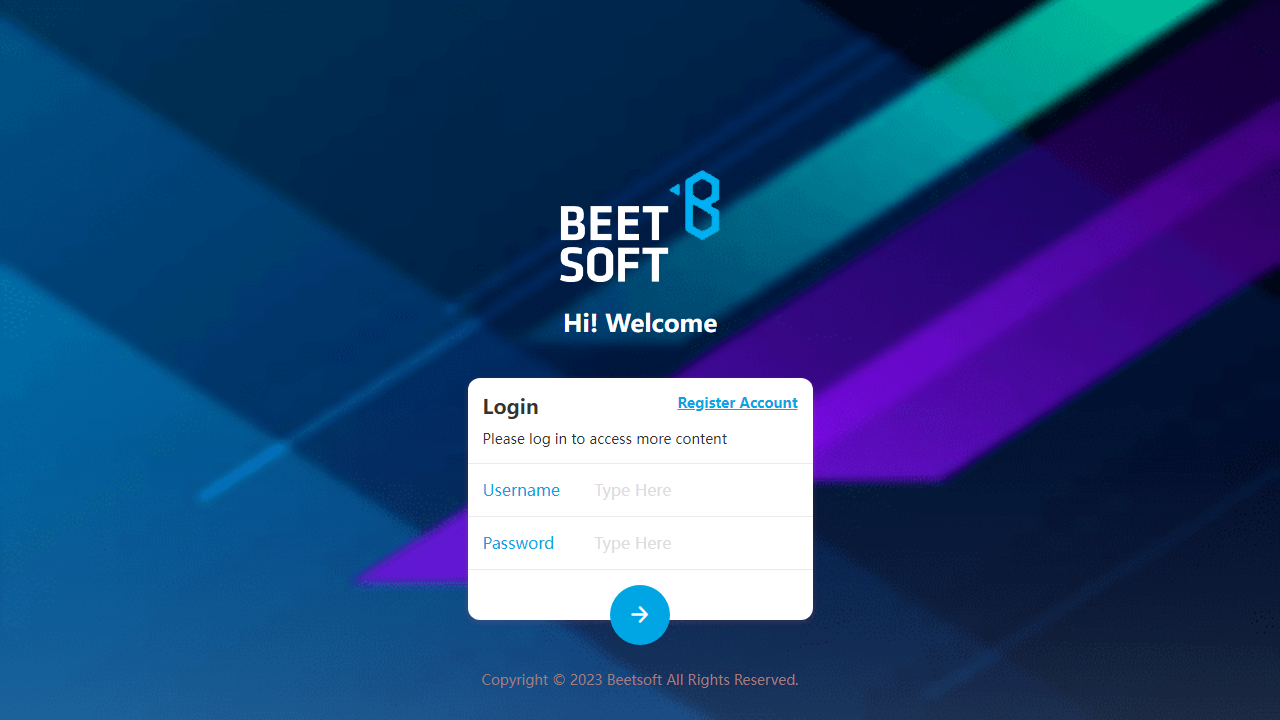 BEET
SOFT
Hi! Welcome
Login
Register Account
Please log in to access more content
Username
Type Here
Password
Type Here
Copyright © 2023 Beetsoft All Rights Reserved.